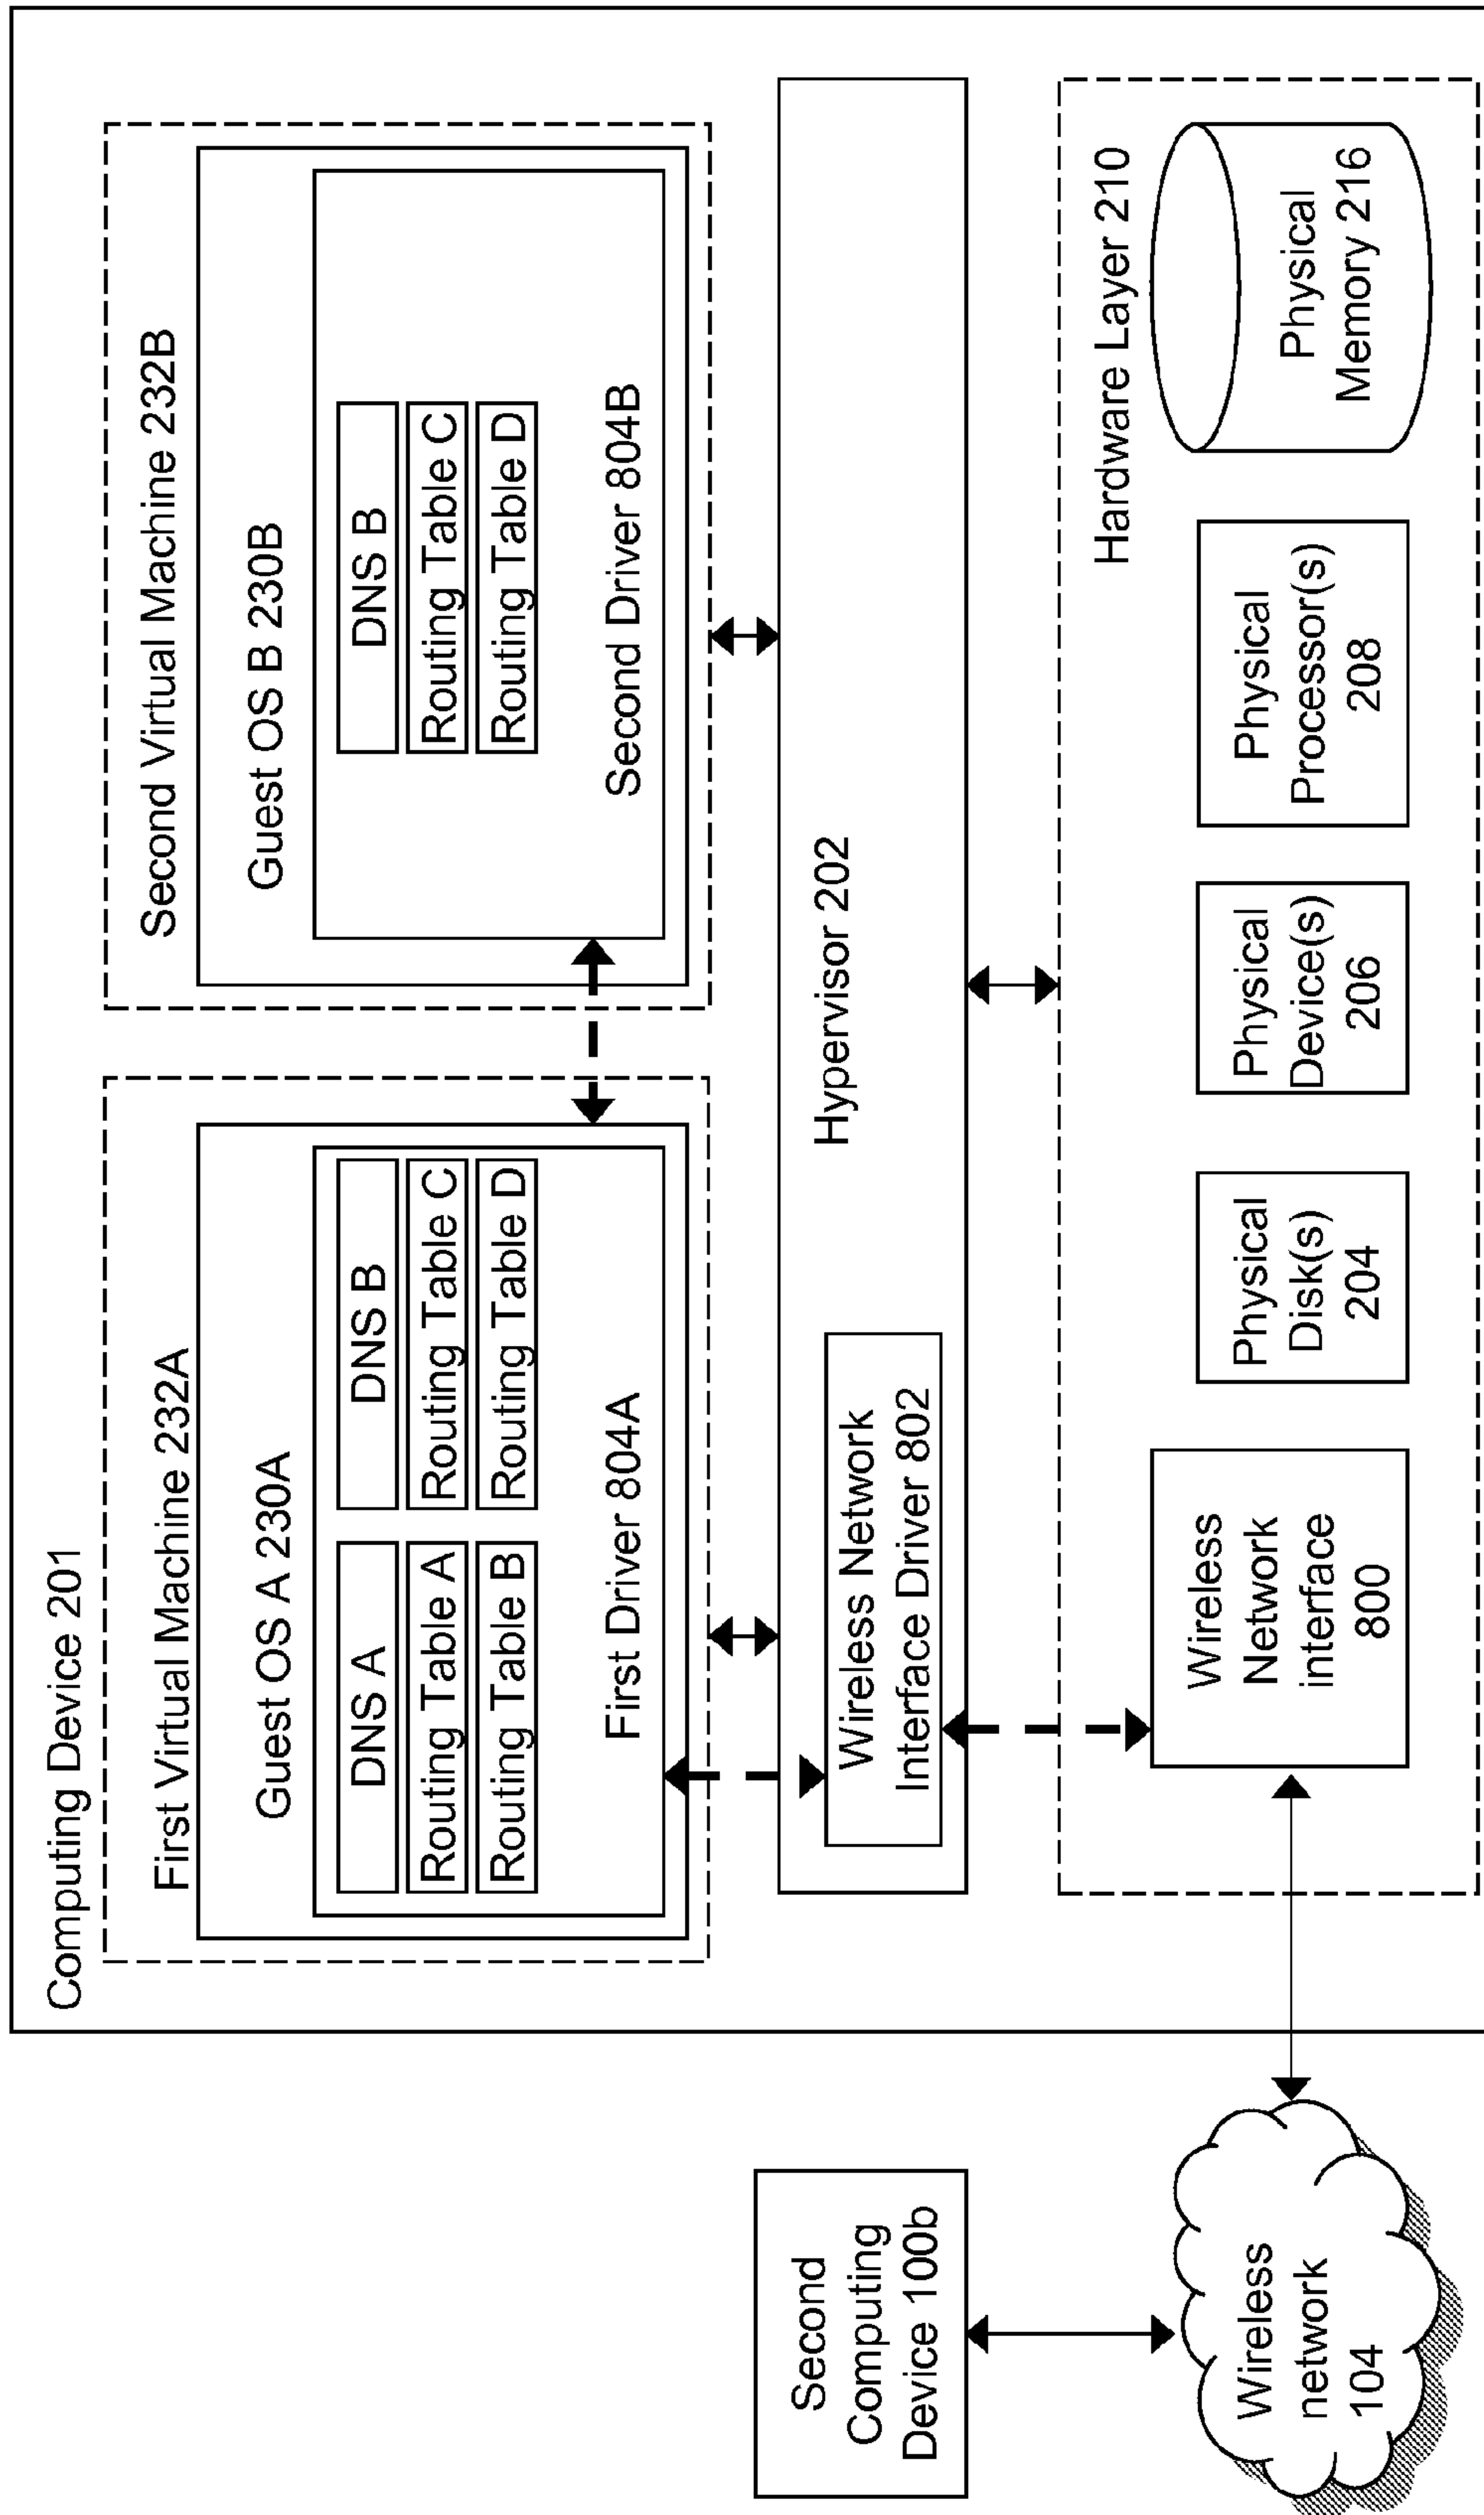 Computing Device 201
First Virtual Machine 232A
Guest OS A 230A
DNS A
Routing Table A
Routing Table B
DNS B
Routing Table C
Routing Table D
First Driver 804A
Second Virtual Machine 232B
Guest OS B 230B
DNS B
Routing Table C
Routing Table D
Second Driver 804B
Hypervisor 202
Wireless Network
Interface Driver 802
Hardware Layer 210
Wireless
Network
interface
800
Physical
Disk(s)
204
Physical
Device(s)
206
Physical
Processor(s)
208
Physical
Memory 216
Second
Computing
Device 100b
Wireless
network
104